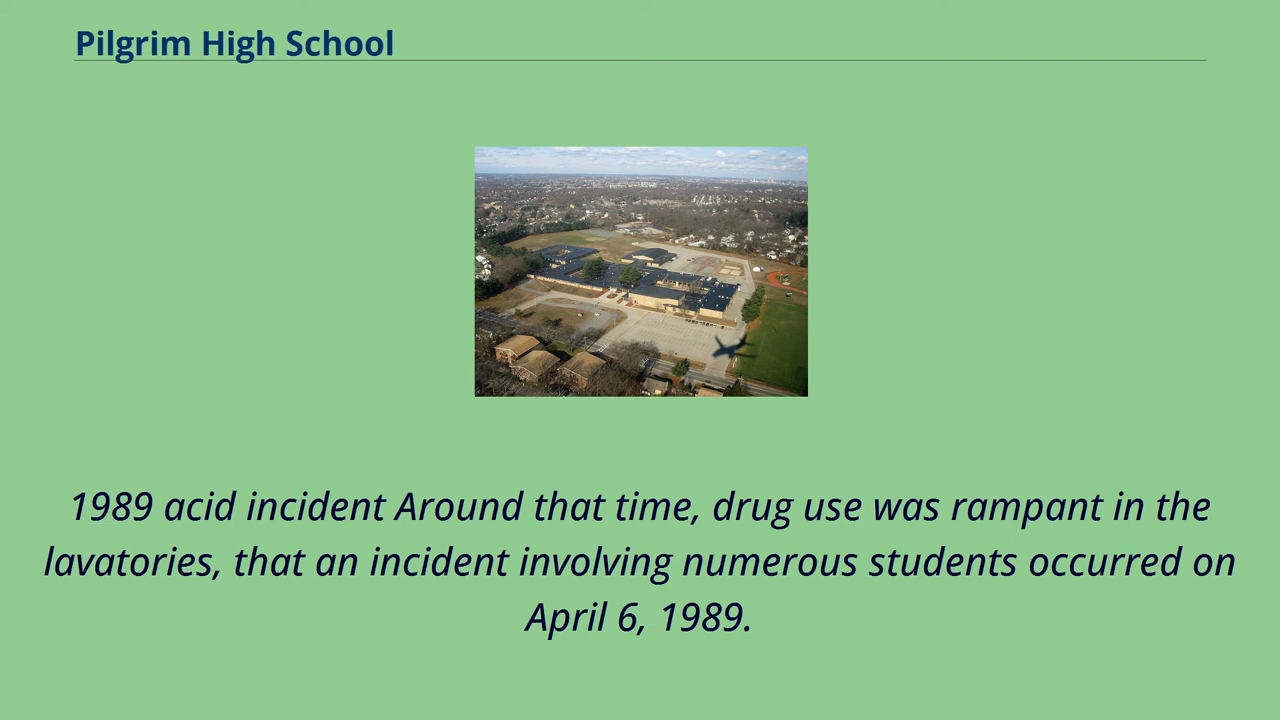 Pilgrim High School
1989 acid incident Around that time, drug use was rampant in the
lavatories, that an incident involving numerous students occurred on
April 6, 1989.